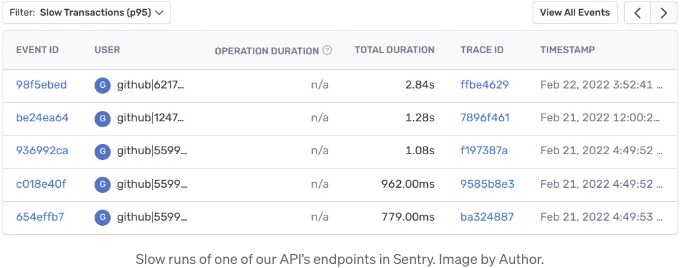 Filter: Slow Transactions (p95) View All Events
EVENT ID USER OPERATION DURATION ? TOTAL DURATION TRACE ID TIMESTAMP
98f5ebed G github|6217... n/a 2.84s ffbe4629 Feb 22, 2022 3:52:41 ...
be24ea64 G github|1247... n/a 1.28s 7896f461 Feb 21, 2022 12:00:2...
936992ca G github|5599... n/a 1.08s f197387a Feb 21, 2022 4:49:52 ...
c018e40f G github|5599... n/a 962.00ms 9585b8e3 Feb 21, 2022 4:49:52 ...
654effb7 G github|5599... n/a 779.00ms ba324887 Feb 21, 2022 4:49:53 ...
Slow runs of one of our API’s endpoints in Sentry. Image by Author.